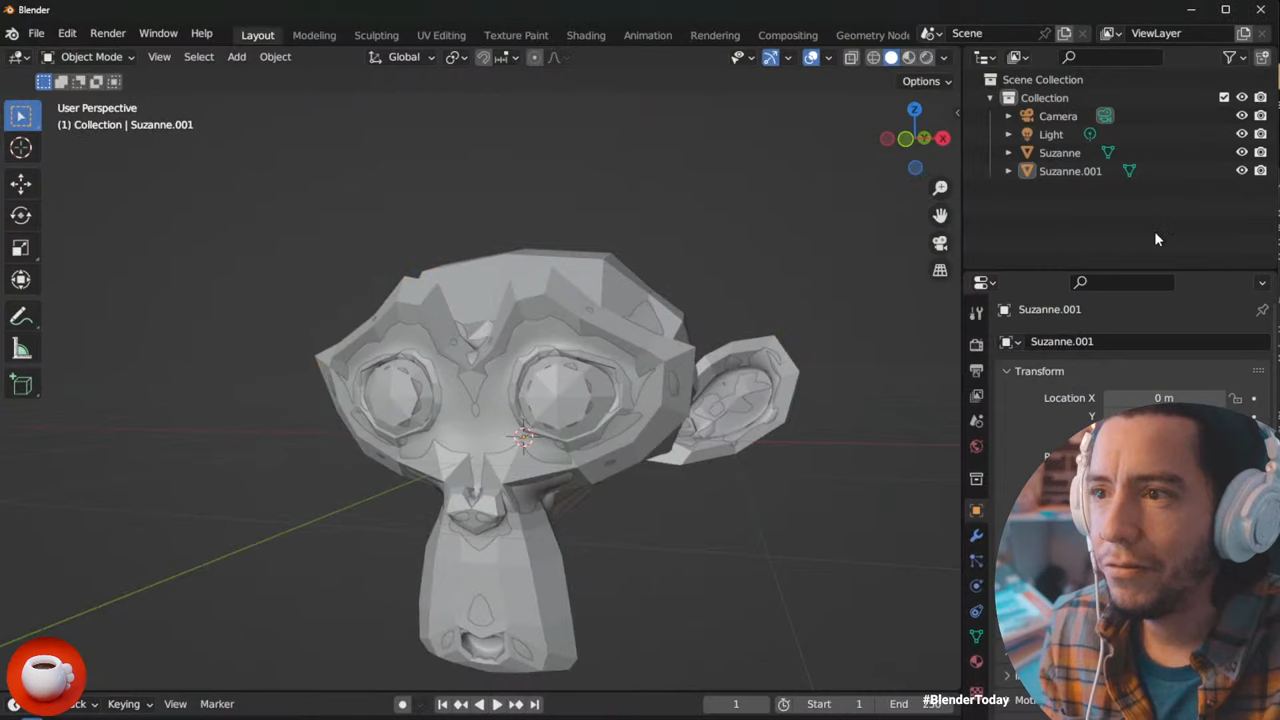 Blender
File Edit Render Window Help
Layout Modeling Sculpting UV Editing Texture Paint Shading Animation Rendering Compositing Geometry Node
Scene
ViewLayer
Object Mode
View Select Add Object
Global
Options
User Perspective
(1) Collection | Suzanne.001
Z
Y
X
Scene Collection
Collection
Camera
Light
Suzanne
Suzanne.001
Suzanne.001
Suzanne.001
Transform
Location X 0 m
Y
Keying View Marker
1
Start 1
End
#BlenderToday